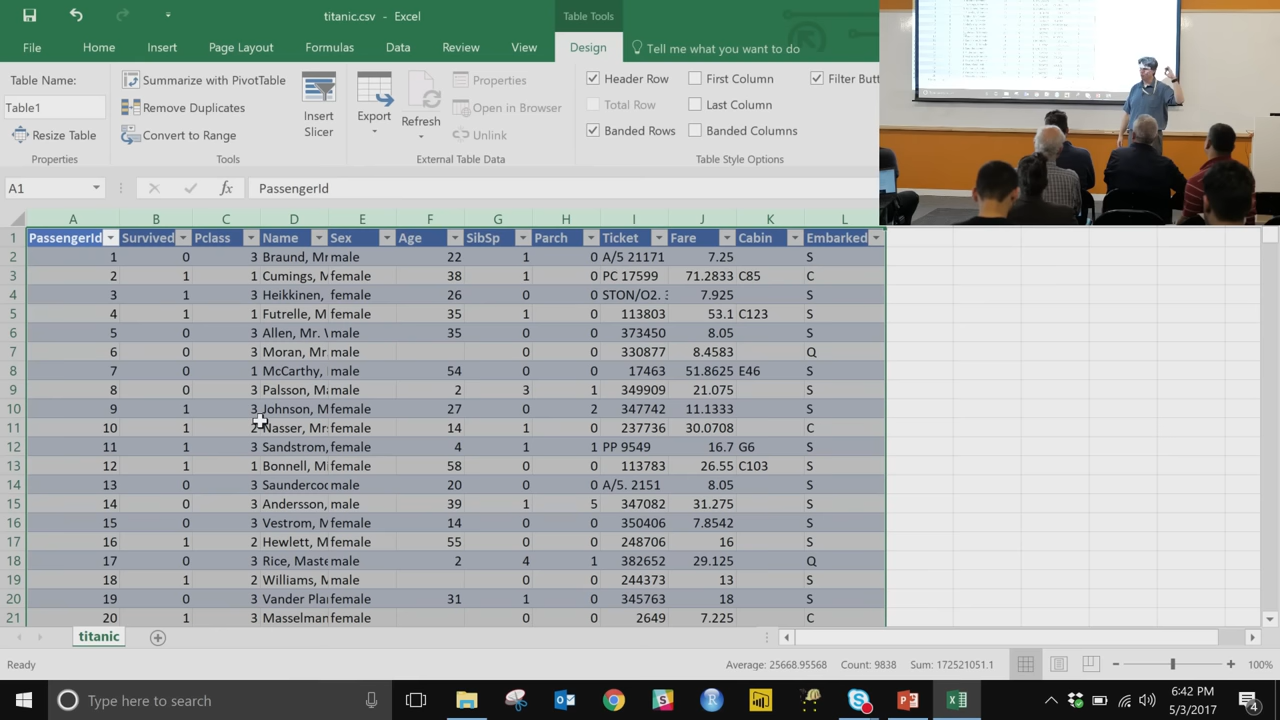 titanic - Excel
Table Tools
File Home Insert Page Layout Formulas Data Review View Design Tell me what you want to do
Table Name:
Table1
Resize Table
Properties
Summarize with PivotTable
Remove Duplicates
Convert to Range
Tools
Insert Slicer
Export
Refresh
Properties
Open in Browser
Unlink
External Table Data
Header Row First Column Filter Butt
Total Row Last Column
Banded Rows Banded Columns
Table Style Options
A1 fx PassengerId
A B C D E F G H I J K L
1 PassengerId Survived Pclass Name Sex Age SibSp Parch Ticket Fare Cabin Embarked
2 1 0 3 Braund, Mr male 22 1 0 A/5 21171 7.25 S
3 2 1 1 Cumings, M female 38 1 0 PC 17599 71.2833 C85 C
4 3 1 3 Heikkinen, female 26 0 0 STON/O2. 7.925 S
5 4 1 1 Futrelle, M female 35 1 0 113803 53.1 C123 S
6 5 0 3 Allen, Mr. male 35 0 0 373450 8.05 S
7 6 0 3 Moran, Mr male 0 0 330877 8.4583 Q
8 7 0 1 McCarthy, male 54 0 0 17463 51.8625 E46 S
9 8 0 3 Palsson, Ma male 2 3 1 349909 21.075 S
10 9 1 3 Johnson, M female 27 0 2 347742 11.1333 S
11 10 1 2 Nasser, Mrs female 14 1 0 237736 30.0708 C
12 11 1 3 Sandstrom, female 4 1 1 PP 9549 16.7 G6 S
13 12 1 1 Bonnell, Mi female 58 0 0 113783 26.55 C103 S
14 13 0 3 Saundercoc male 20 0 0 A/5. 2151 8.05 S
15 14 0 3 Andersson, male 39 1 5 347082 31.275 S
16 15 0 3 Vestrom, M female 14 0 0 350406 7.8542 S
17 16 1 2 Hewlett, M female 55 0 0 248706 16 S
18 17 0 3 Rice, Maste male 2 4 1 382652 29.125 Q
19 18 1 2 Williams, M male 0 0 244373 13 S
20 19 0 3 Vander Pla female 31 1 0 345763 18 S
21 20 1 3 Masselman female 0 0 2649 7.225 C
titanic
Ready Average: 25668.95568 Count: 9838 Sum: 172521051.1 100%
Type here to search
6:42 PM
5/3/2017
4